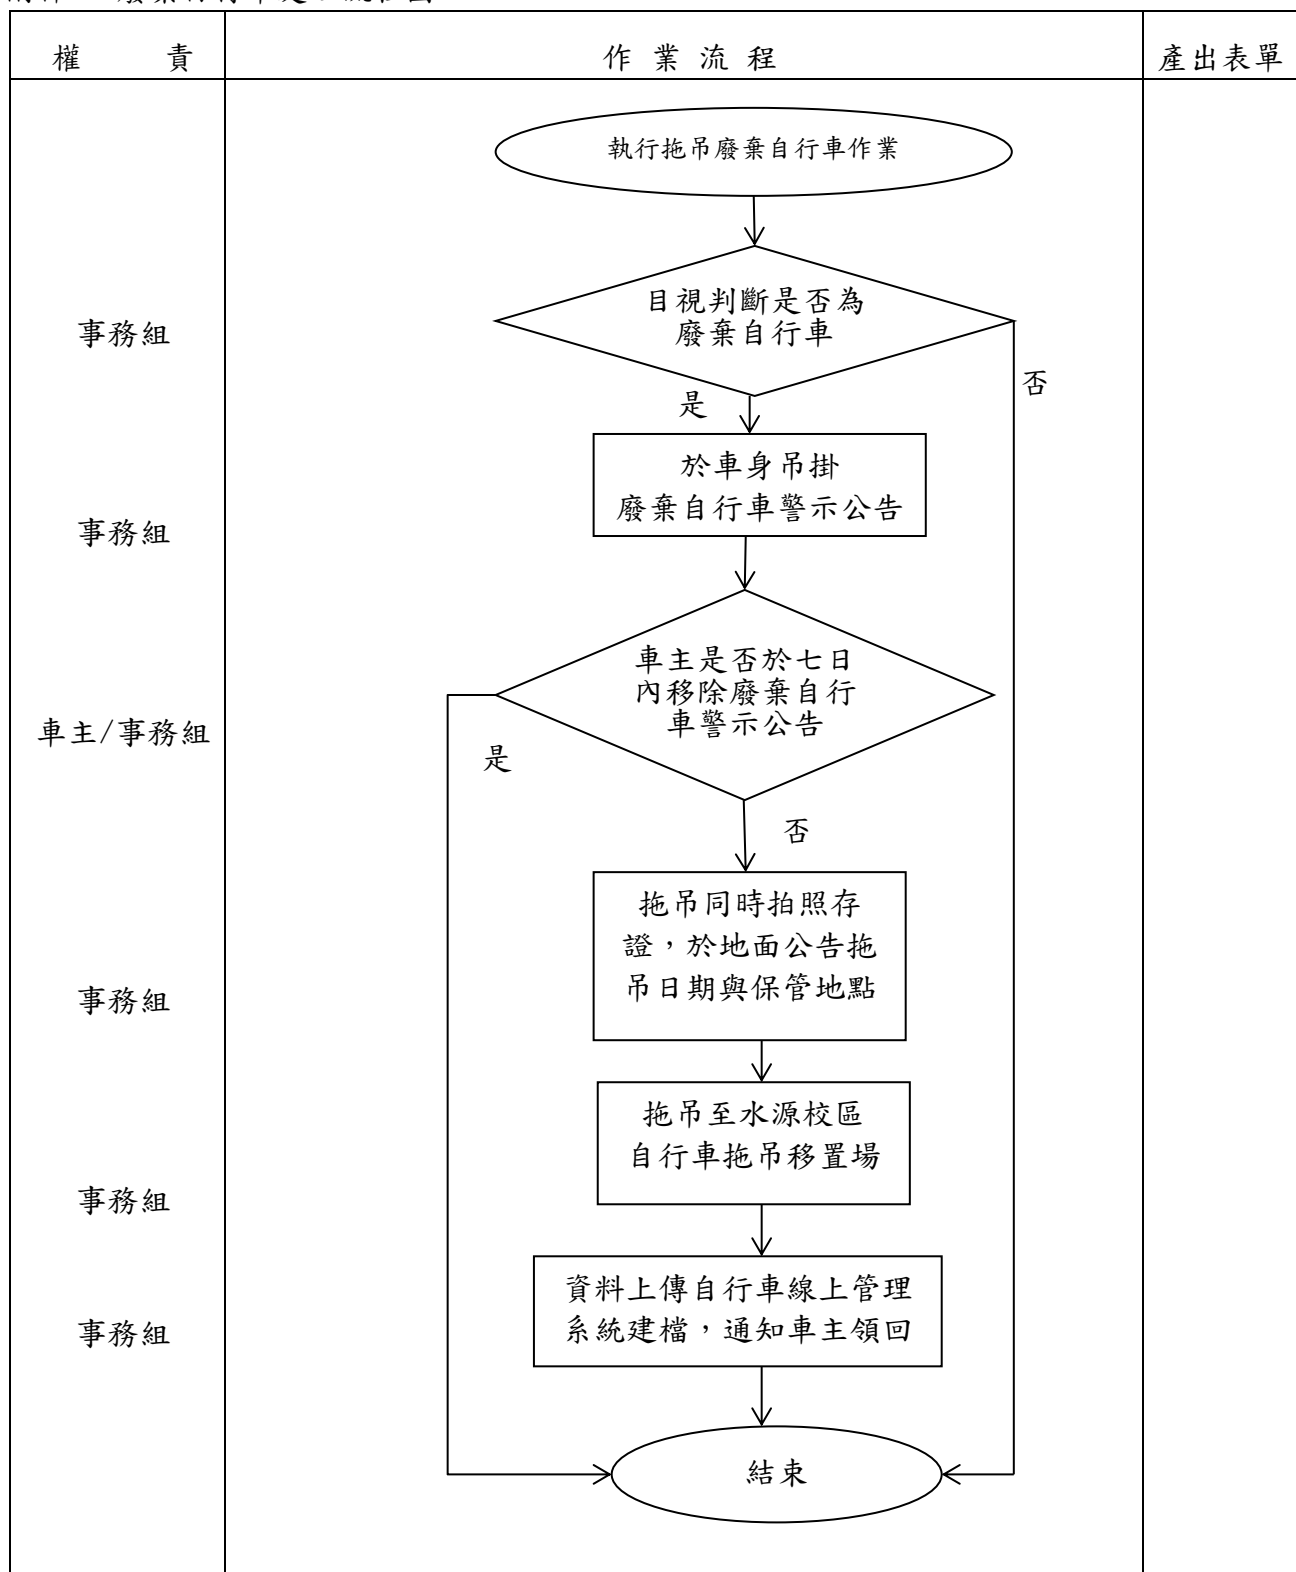 權 責
作 業 流 程
產出表單
執行拖吊廢棄自行車作業
目視判斷是否為
廢棄自行車
事務組
否
是
於車身吊掛
廢棄自行車警示公告
事務組
車主是否於七日
內移除廢棄自行
車警示公告
車主/事務組
是
否
拖吊同時拍照存
證，於地面公告拖
吊日期與保管地點
事務組
拖吊至水源校區
自行車拖吊移置場
事務組
資料上傳自行車線上管理
系統建檔，通知車主領回
事務組
結束